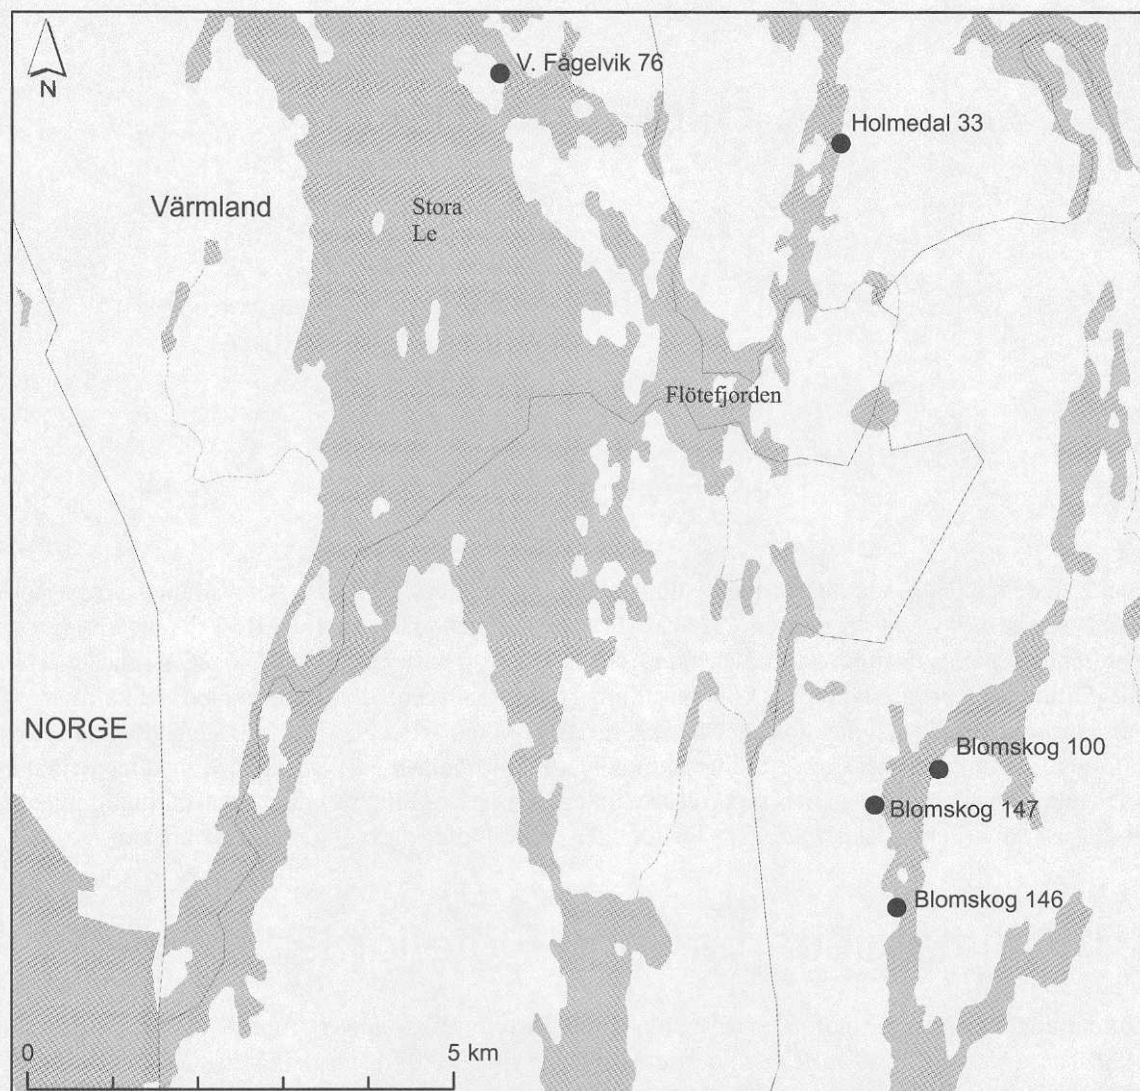 V. Fågelvik 76
N
Holmedal 33
Värmland
Stora
Le
Flötefjorden
NORGE
Blomskog 100
Blomskog 147
Blomskog 146
0
5 km